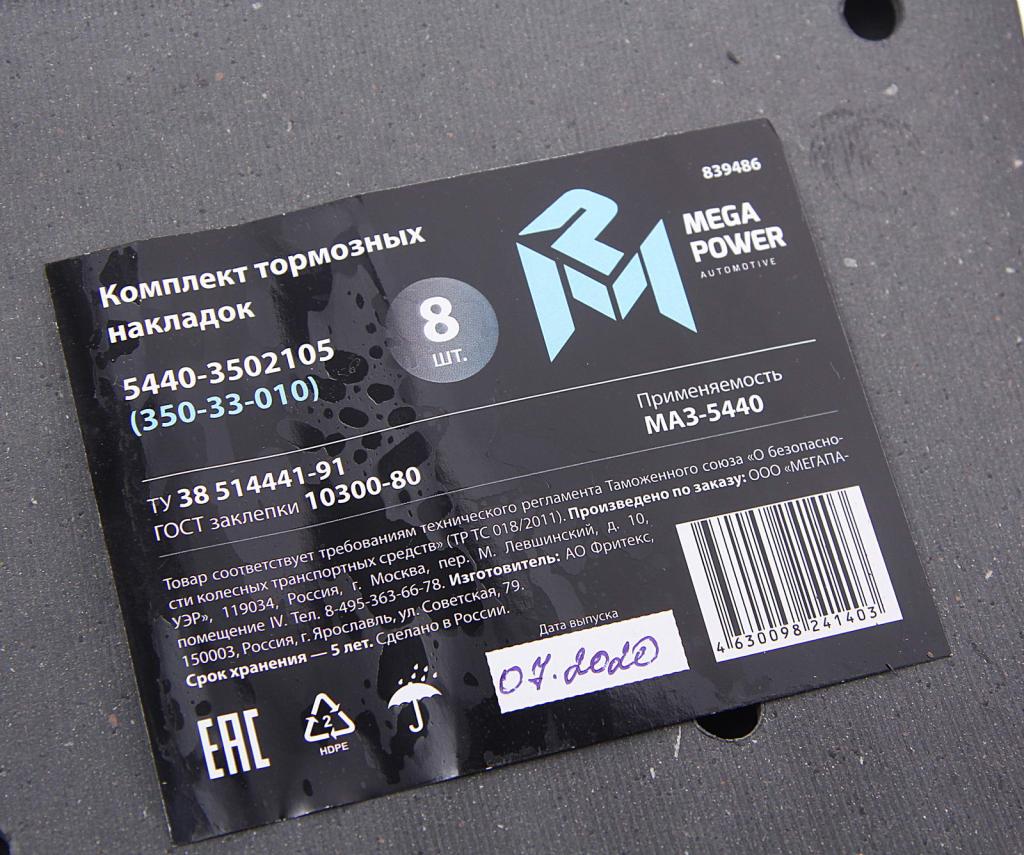 839486
MEGA
POWER
AUTOMOTIVE
Комплект тормозных
накладок
8
шт.
5440-3502105
(350-33-010)
Применяемость
МАЗ-5440
ТУ 38 514441-91
ГОСТ заклепки 10300-80
Товар соответствует требованиям технического регламента Таможенного союза «О безопасно-
сти колесных транспортных средств» (ТР ТС 018/2011). Произведено по заказу: ООО «МЕГАПА-
УЭР», 119034, Россия, г. Москва, пер. М. Левшинский, д. 10,
помещение IV. Тел. 8-495-363-66-78. Изготовитель: АО Фритекс,
150003, Россия, г. Ярославль, ул. Советская, 79.
Срок хранения — 5 лет. Сделано в России.
Дата выпуска
07.2020
4 630098 241403
EAC
2
HDPE